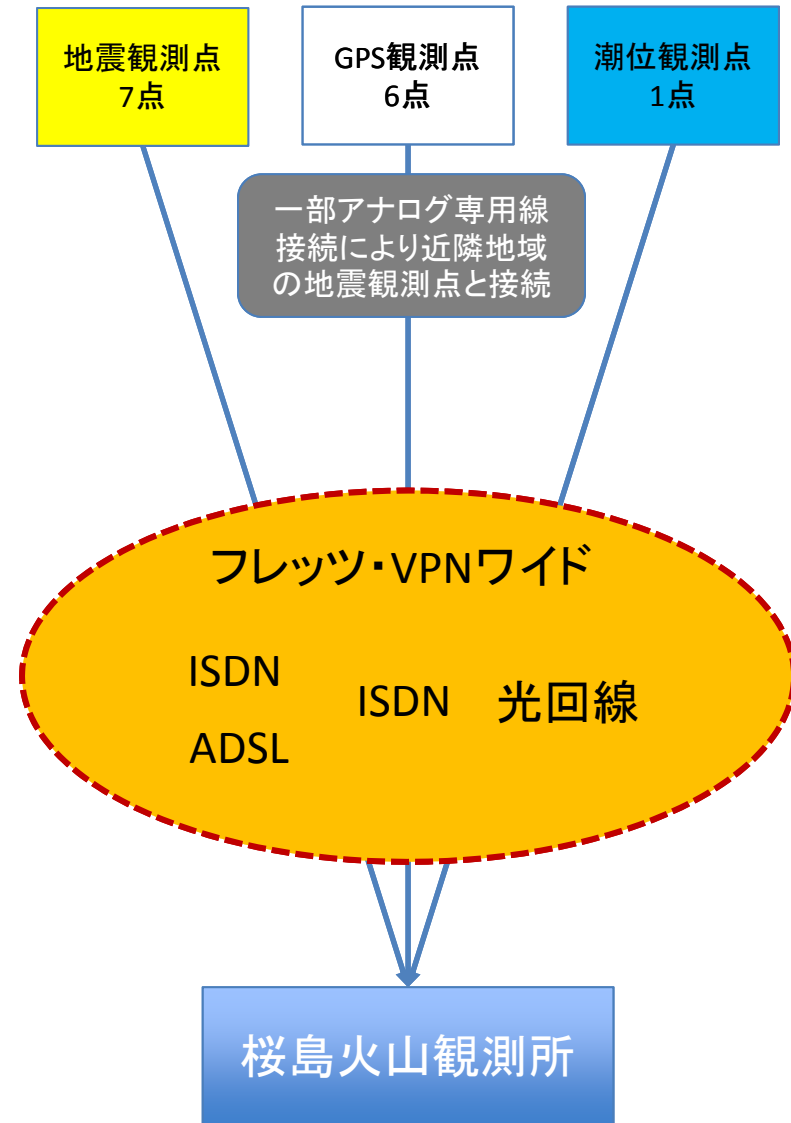 地震観測点
7点
GPS観測点
6点
潮位観測点
1点
一部アナログ専用線
接続により近隣地域
の地震観測点と接続
フレッツ・VPNワイド
ISDN
ADSL
ISDN
光回線
桜島火山観測所